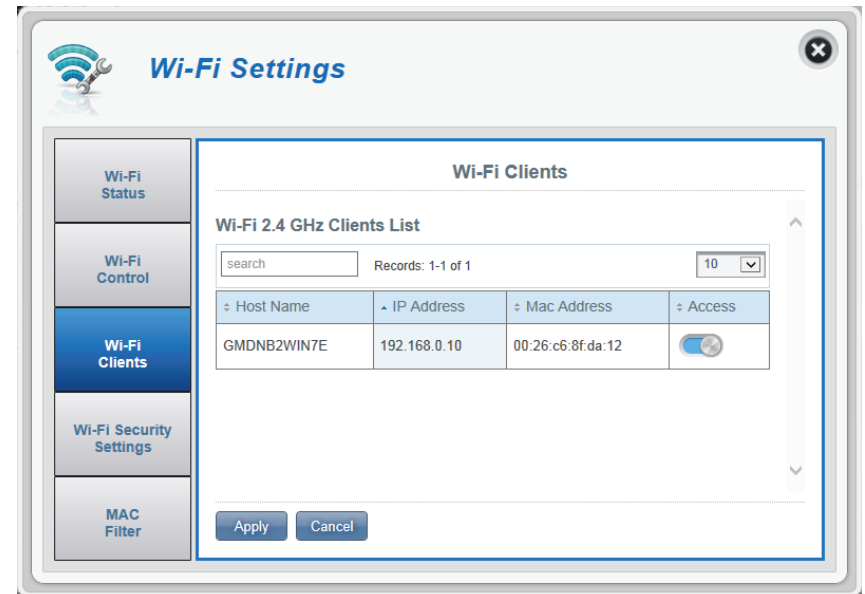 Wi-Fi Settings
Wi-Fi
Status
Wi-Fi
Control
Wi-Fi
Clients
Wi-Fi Security
Settings
MAC
Filter
Wi-Fi Clients
Wi-Fi 2.4 GHz Clients List
search Records: 1-1 of 1 10
Host Name IP Address Mac Address Access
GMDNB2WIN7E 192.168.0.10 00:26:c6:8f:da:12
Apply Cancel